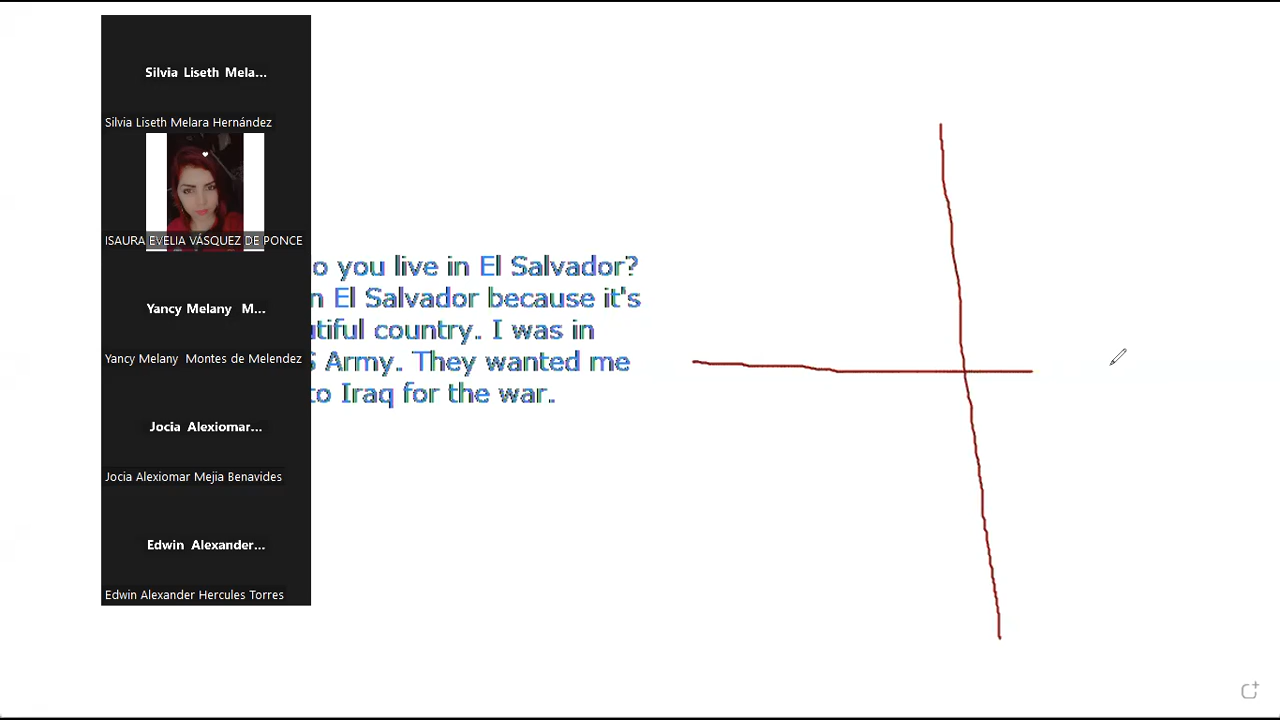 Silvia Liseth Mela...
Silvia Liseth Melara Hernández
ISAURA EVELIA VÁSQUEZ DE PONCE
Yancy Melany M...
Yancy Melany Montes de Melendez
Jocia Alexiomar...
Jocia Alexiomar Mejia Benavides
Edwin Alexander...
Edwin Alexander Hercules Torres
you live in El Salvador?
El Salvador because it's
country. I was in
Army. They wanted me
to Iraq for the war.